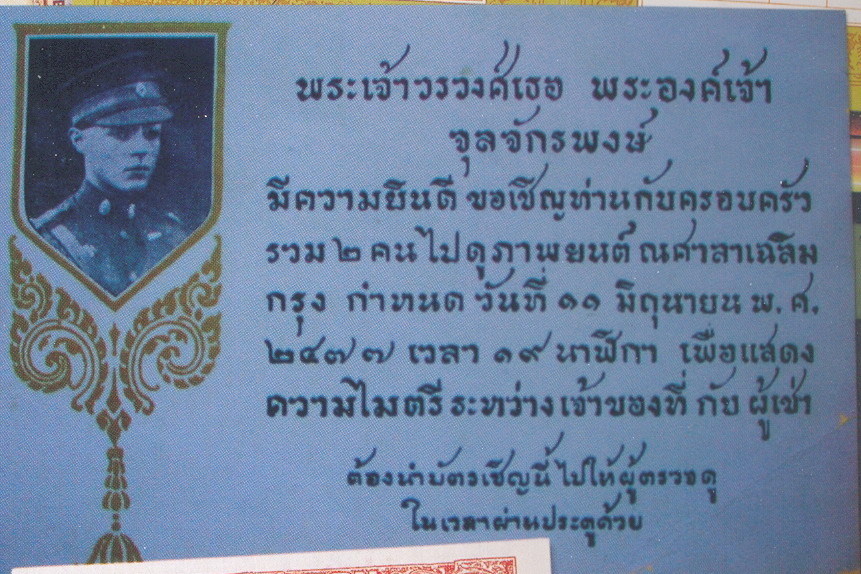 พระเจ้าวรวงศ์เธอ พระองค์เจ้า
จุลจักรพงษ์
มีความยินดี ขอเชิญท่านกับครอบครัว
รวม ๒ คนไปดูภาพยนต์ ณศาลาเฉลิม
กรุง กำหนด วันที่ ๑๑ มิถุนายน พ.ศ.
๒๔๗๗ เวลา ๑๙ นาฬิกา เพื่อแสดง
ความไมตรี ระหว่าง เจ้าของที่ กับ ผู้เช่า
ต้องนำบัตรเชิญนี้ ไปให้ผู้ตรวจดู
ในเวลาผ่านประตูด้วย